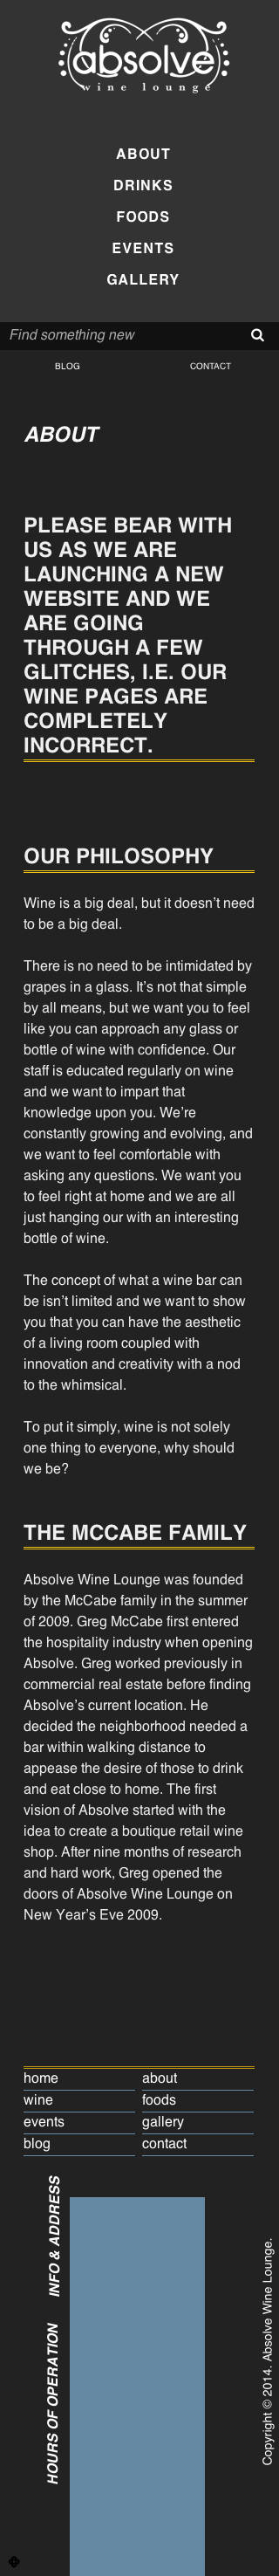 absolve
wine lounge
ABOUT
DRINKS
FOODS
EVENTS
GALLERY
Find something new
BLOG CONTACT
ABOUT
PLEASE BEAR WITH
US AS WE ARE
LAUNCHING A NEW
WEBSITE AND WE
ARE GOING
THROUGH A FEW
GLITCHES, I.E. OUR
WINE PAGES ARE
COMPLETELY
INCORRECT.
OUR PHILOSOPHY
Wine is a big deal, but it doesn’t need
to be a big deal.
There is no need to be intimidated by
grapes in a glass. It’s not that simple
by all means, but we want you to feel
like you can approach any glass or
bottle of wine with confidence. Our
staff is educated regularly on wine
and we want to impart that
knowledge upon you. We’re
constantly growing and evolving, and
we want to feel comfortable with
asking any questions. We want you
to feel right at home and we are all
just hanging our with an interesting
bottle of wine.
The concept of what a wine bar can
be isn’t limited and we want to show
you that you can have the aesthetic
of a living room coupled with
innovation and creativity with a nod
to the whimsical.
To put it simply, wine is not solely
one thing to everyone, why should
we be?
THE MCCABE FAMILY
Absolve Wine Lounge was founded
by the McCabe family in the summer
of 2009. Greg McCabe first entered
the hospitality industry when opening
Absolve. Greg worked previously in
commercial real estate before finding
Absolve’s current location. He
decided the neighborhood needed a
bar within walking distance to
appease the desire of those to drink
and eat close to home. The first
vision of Absolve started with the
idea to create a boutique retail wine
shop. After nine months of research
and hard work, Greg opened the
doors of Absolve Wine Lounge on
New Year’s Eve 2009.
home about
wine foods
events gallery
blog contact
INFO & ADDRESS
HOURS OF OPERATION
Copyright © 2014. Absolve Wine Lounge.